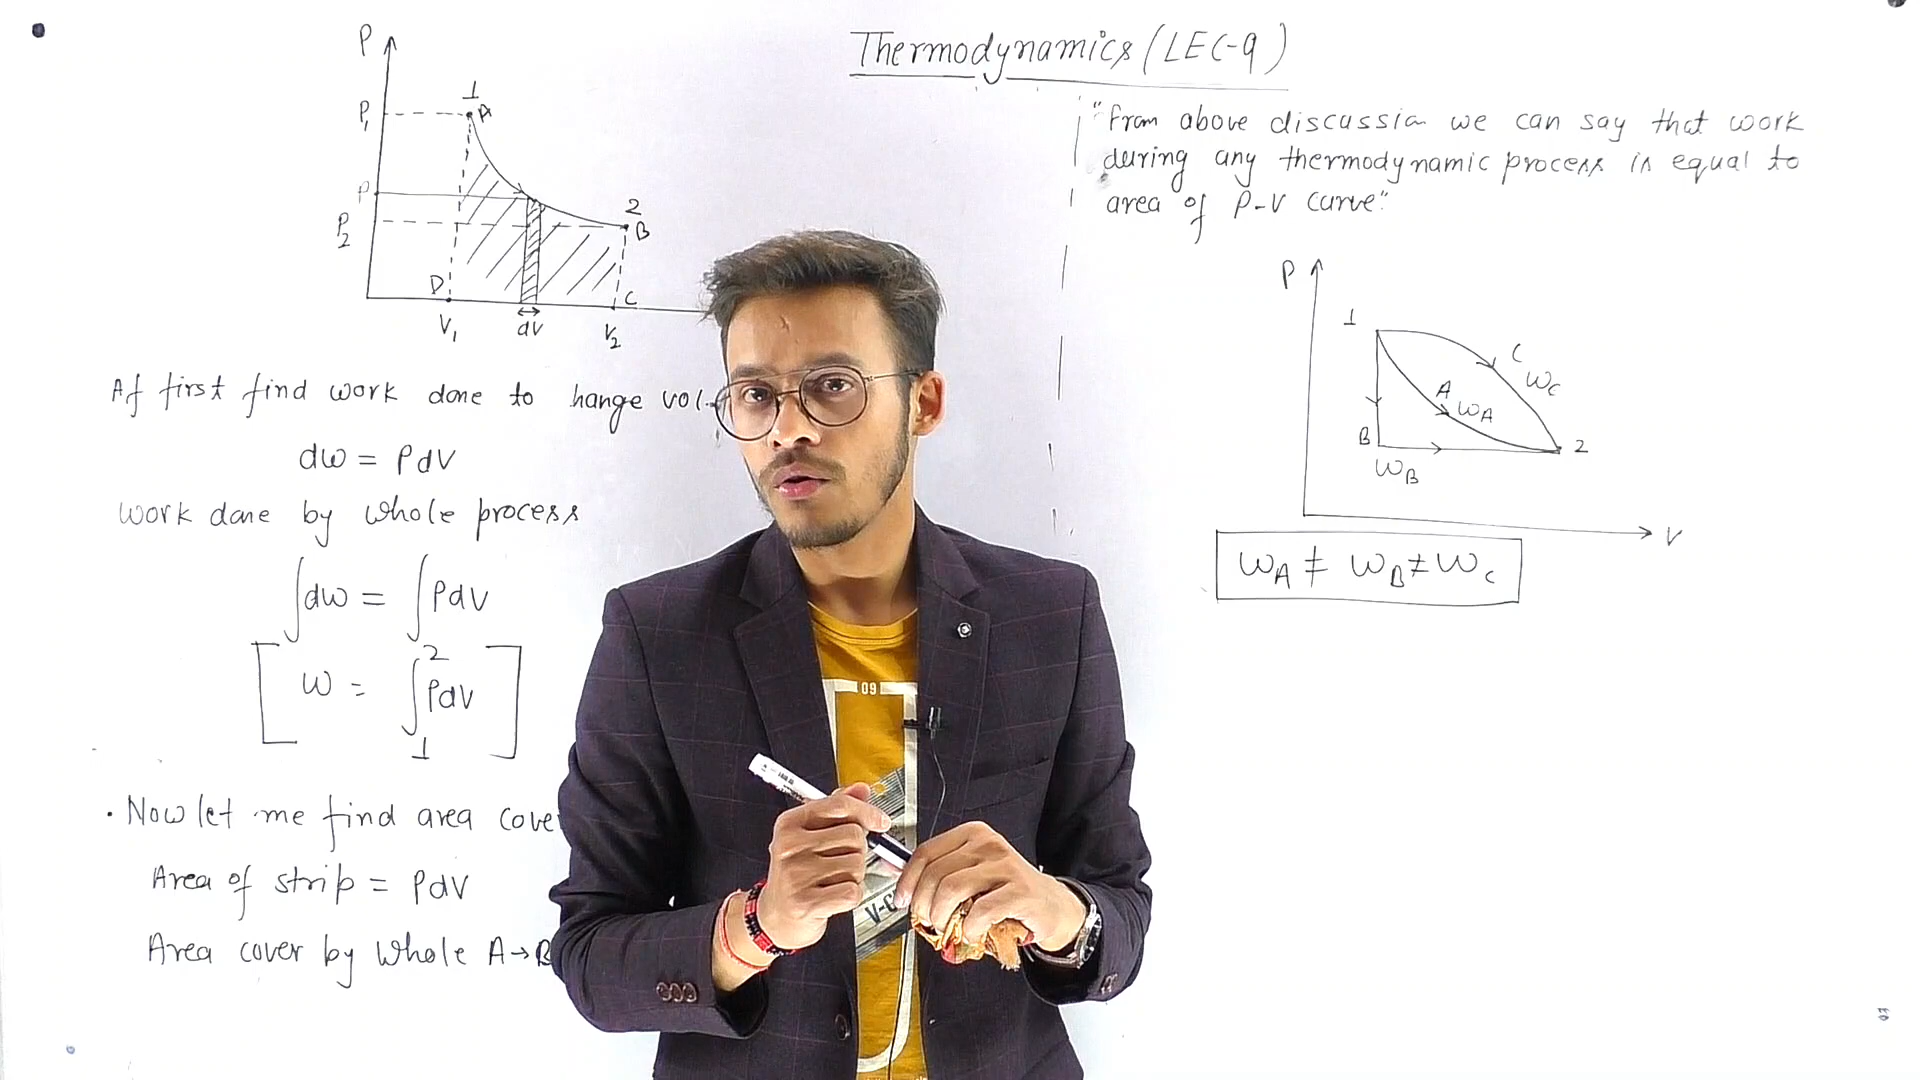 Thermodynamics (LEC-9)
P
1
P1
A
P
P2
2
B
D
C
V1
dV
V2
Af first find work done to hange vol.
dw = PdV
work done by whole process
∫dw = ∫PdV
[ w = ∫₁² PdV ]
• Now let me find area cove
Area of strip = PdV
Area cover by whole A→B
"From above discussion we can say that work
during any thermodynamic process is equal to
area of P-V curve"
P
1
C
WC
A
WA
B
2
WB
V
WA ≠ WB ≠ WC
09